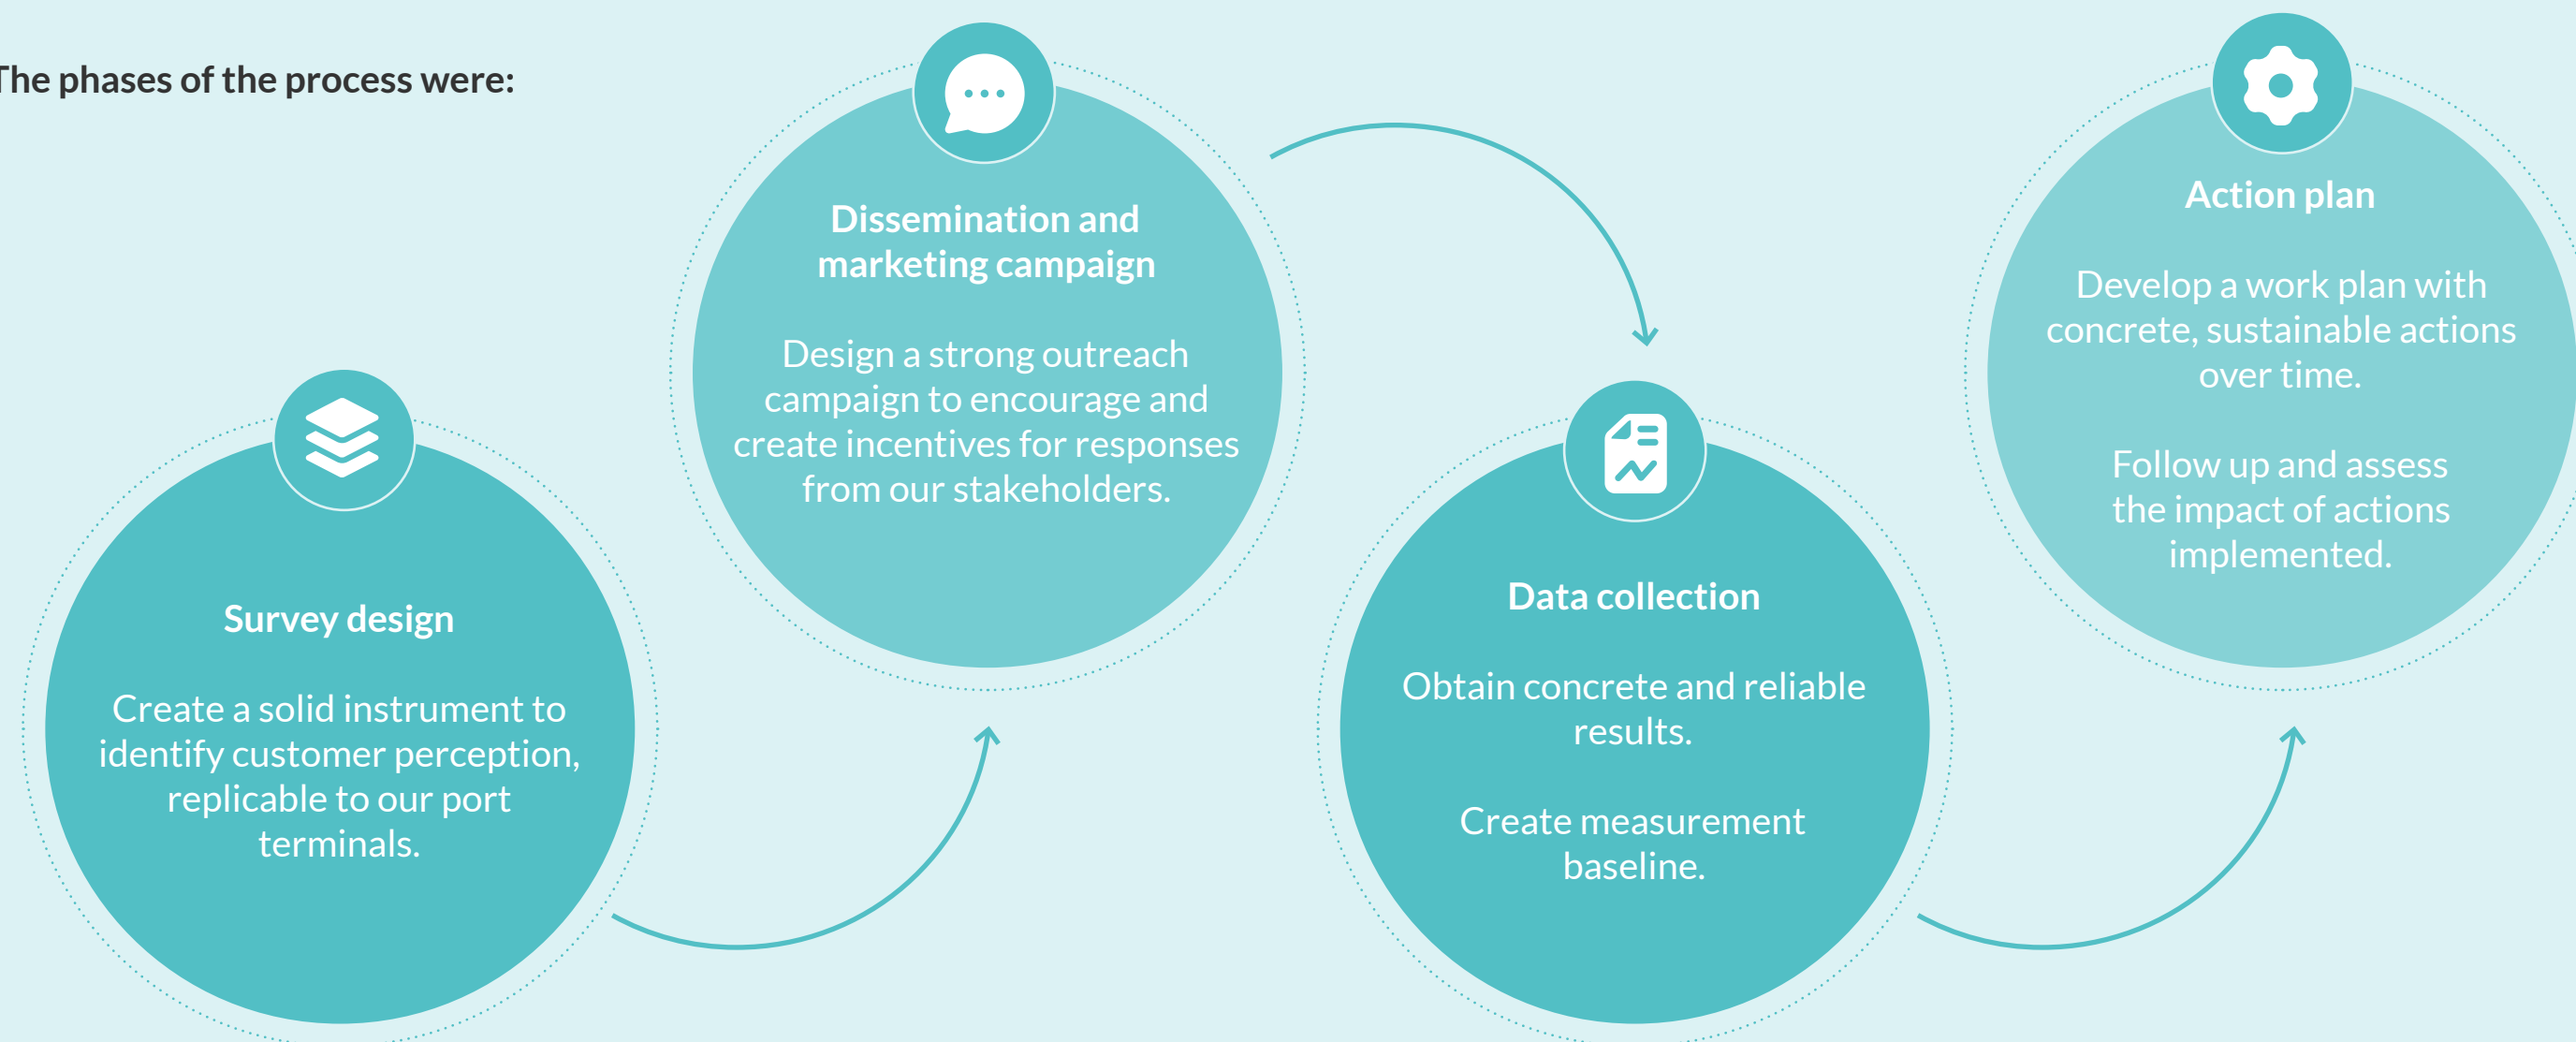 The phases of the process were:
Survey design
Create a solid instrument to
identify customer perception,
replicable to our port
terminals.
Dissemination and
marketing campaign
Design a strong outreach
campaign to encourage and
create incentives for responses
from our stakeholders.
Data collection
Obtain concrete and reliable
results.
Create measurement
baseline.
Action plan
Develop a work plan with
concrete, sustainable actions
over time.
Follow up and assess
the impact of actions
implemented.